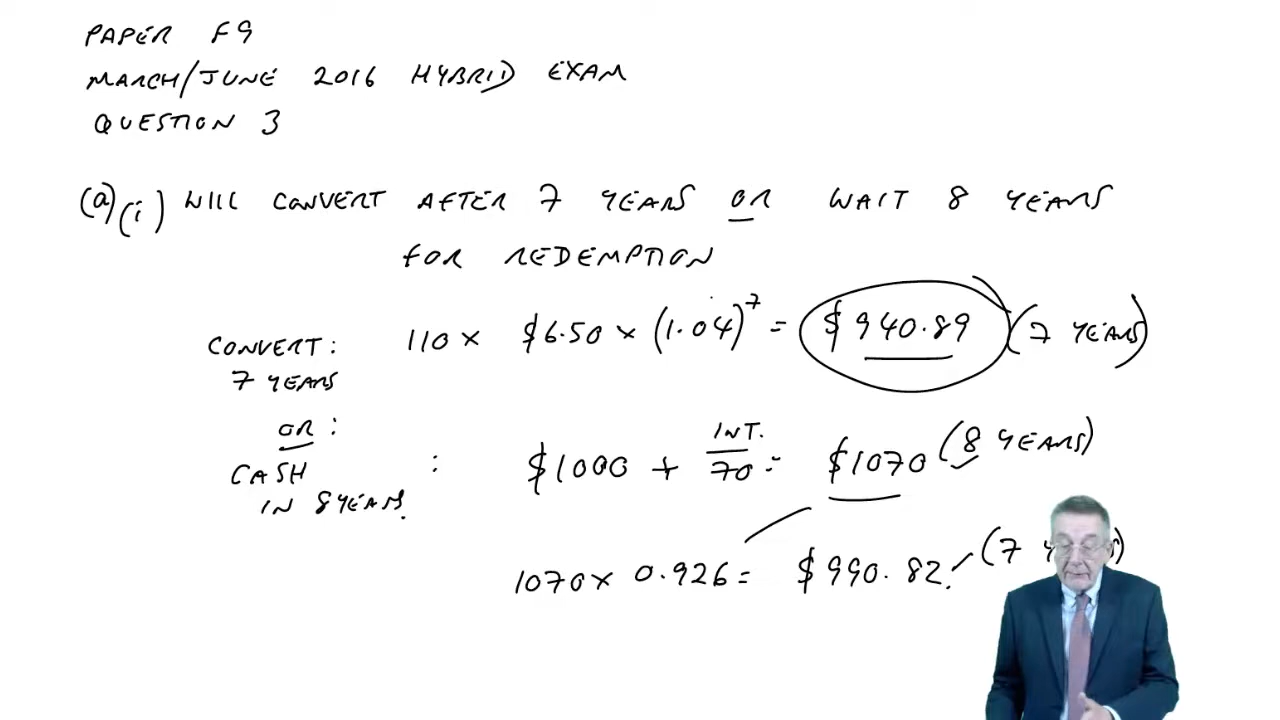 PAPER F9
MARCH/JUNE 2016 HYBRID EXAM
QUESTION 3
(a)(i) WILL CONVERT AFTER 7 YEARS OR WAIT 8 YEARS
FOR REDEMPTION
CONVERT: 110 × $6.50 × (1.04)^7 = $940.89 (7 YEARS)
7 YEARS
OR:
CASH : $1000 + INT. 70 = $1070 (8 YEARS)
IN 8 YEARS.
1070 × 0.926 = $990.82. (7